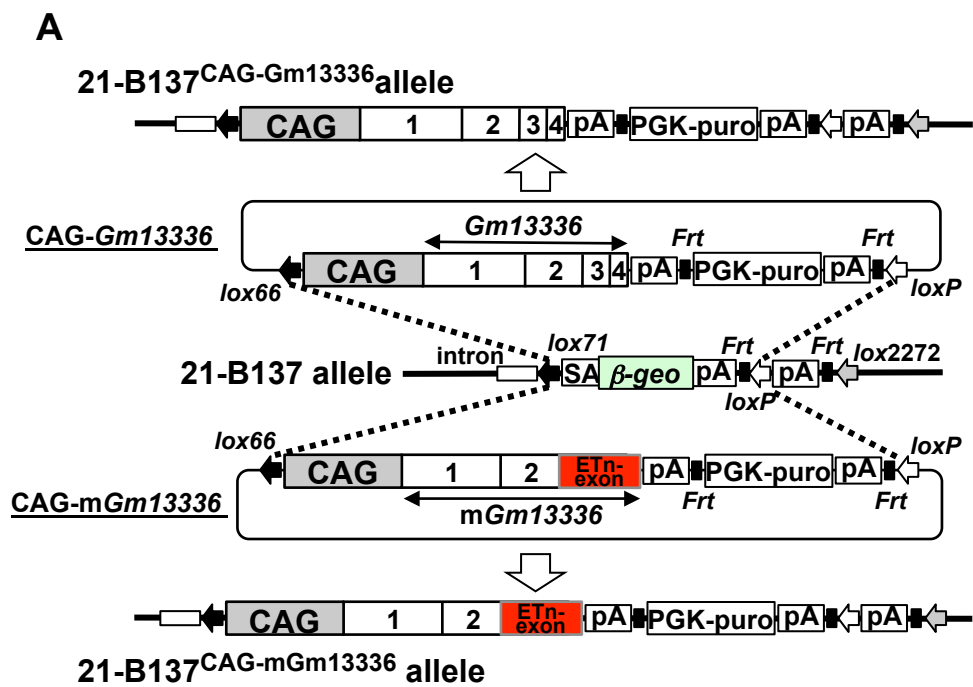 A
21-B137CAG-Gm13336allele
CAG 1 2 3 4 pA PGK-puro pA pA
CAG-Gm13336
Gm13336
Frt Frt
CAG 1 2 3 4 pA PGK-puro pA
lox66 loxP
lox71
intron Frt Frt lox2272
21-B137 allele SA β-geo pA pA
loxP
lox66 loxP
CAG 1 2 ETn-exon pA PGK-puro pA
CAG-mGm13336
mGm13336
Frt Frt
CAG 1 2 ETn-exon pA PGK-puro pA pA
21-B137CAG-mGm13336 allele